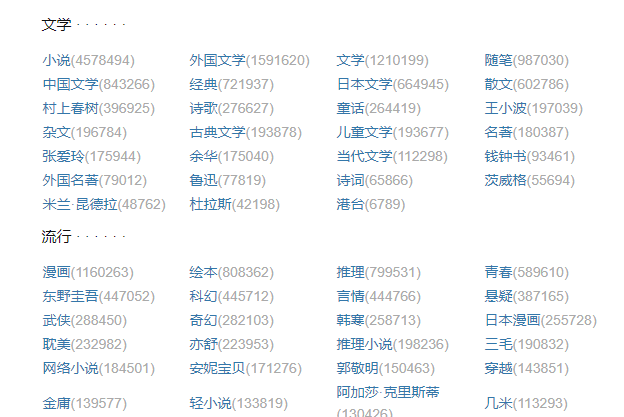 文学 · · · · · ·
小说(4578494) 外国文学(1591620) 文学(1210199) 随笔(987030)
中国文学(843266) 经典(721937) 日本文学(664945) 散文(602786)
村上春树(396925) 诗歌(276627) 童话(264419) 王小波(197039)
杂文(196784) 古典文学(193878) 儿童文学(193677) 名著(180387)
张爱玲(175944) 余华(175040) 当代文学(112298) 钱钟书(93461)
外国名著(79012) 鲁迅(77819) 诗词(65866) 茨威格(55694)
米兰·昆德拉(48762) 杜拉斯(42198) 港台(6789)
流行 · · · · · ·
漫画(1160263) 绘本(808362) 推理(799531) 青春(589610)
东野圭吾(447052) 科幻(445712) 言情(444766) 悬疑(387165)
武侠(288450) 奇幻(282103) 韩寒(258713) 日本漫画(255728)
耽美(232982) 亦舒(223953) 推理小说(198236) 三毛(190832)
网络小说(184501) 安妮宝贝(171276) 郭敬明(150463) 穿越(143851)
金庸(139577) 轻小说(133819) 阿加莎·克里斯蒂 几米(113293)
(130426)